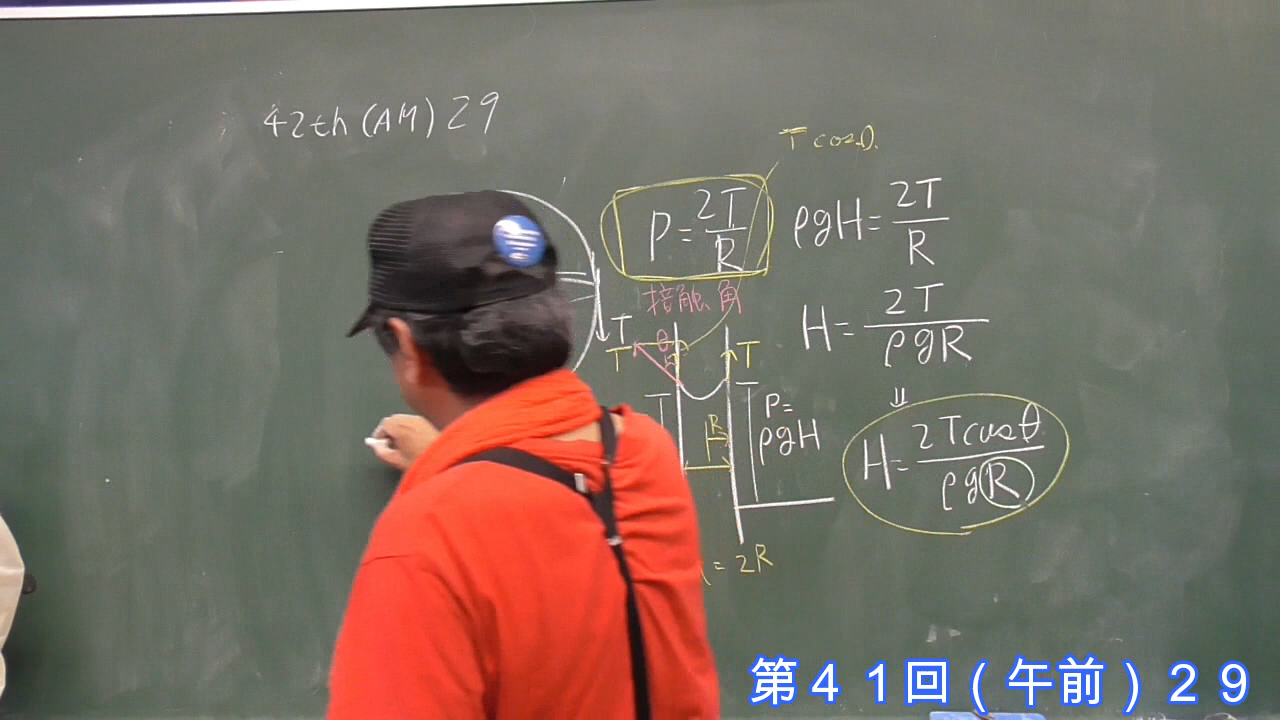 42th (AM) 29
T cosθ
P = 2T/R
ρgH = 2T/R
接触角
H = 2T/ρgR
T
θ
T
T
⇓
T
P =
ρgH
R
H = 2Tcosθ/ρgR
= 2R
第41回(午前)29